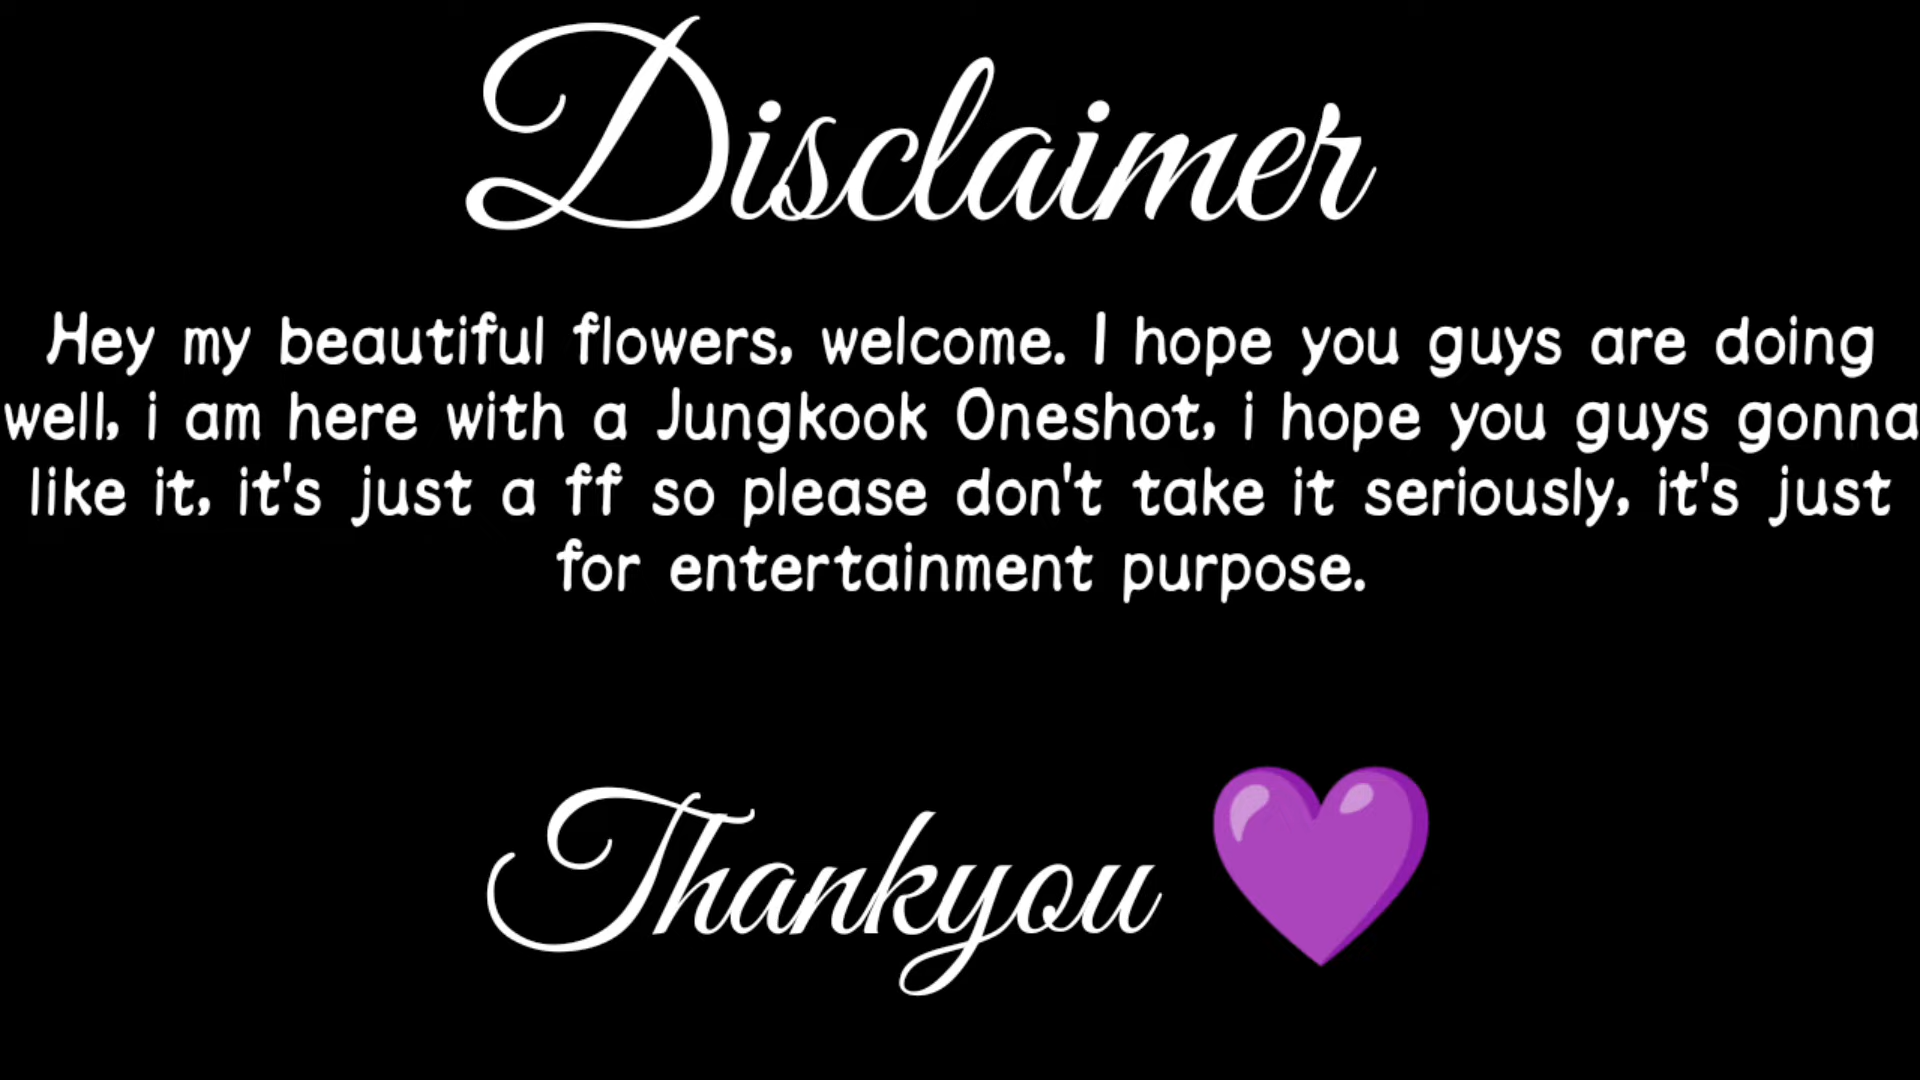 Disclaimer
Hey my beautiful flowers, welcome. I hope you guys are doing
well, i am here with a Jungkook Oneshot, i hope you guys gonna
like it, it's just a ff so please don't take it seriously, it's just
for entertainment purpose.
Thankyou 💜